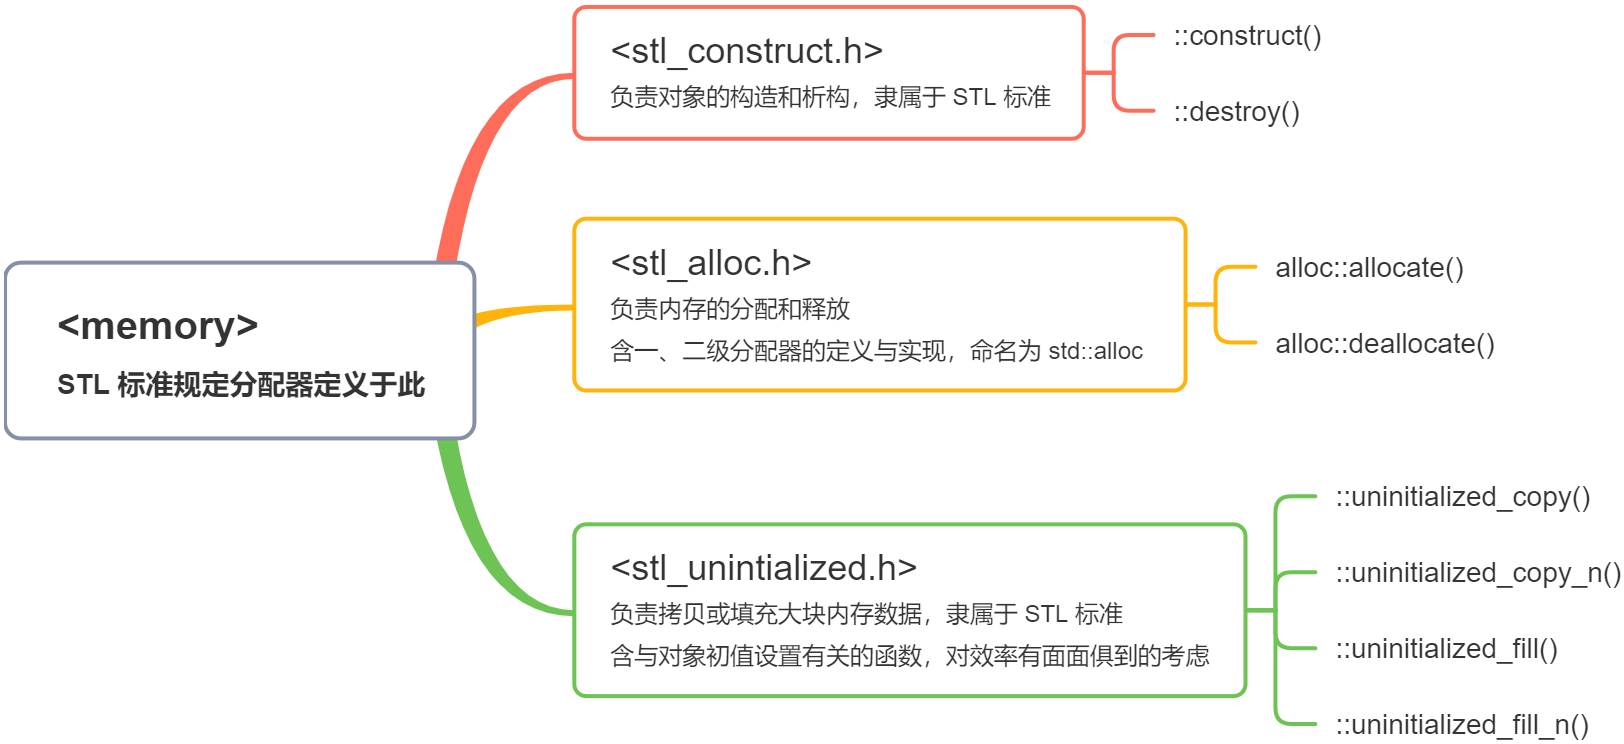 <memory>
STL 标准规定分配器定义于此
<stl_construct.h>
负责对象的构造和析构，隶属于 STL 标准
::construct()
::destroy()
<stl_alloc.h>
负责内存的分配和释放
含一、二级分配器的定义与实现，命名为 std::alloc
alloc::allocate()
alloc::deallocate()
<stl_unintialized.h>
负责拷贝或填充大块内存数据，隶属于 STL 标准
含与对象初值设置有关的函数，对效率有面面俱到的考虑
::uninitialized_copy()
::uninitialized_copy_n()
::uninitialized_fill()
::uninitialized_fill_n()